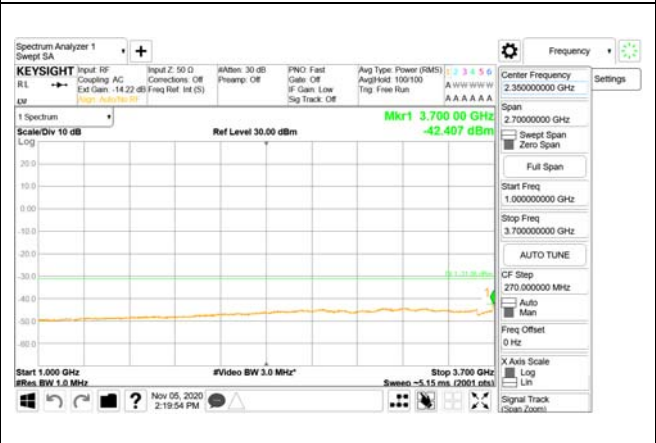 Spectrum Analyzer 1
Swept SA
Frequency
KEYSIGHT
RL
Input: RF
Coupling: AC
Ext Gain: -14.22 dB
Align: Auto/No RF
Input Z: 50 Ω
Corrections: Off
Freq Ref: Int (S)
#Atten: 30 dB
Preamp: Off
PNO: Fast
Gate: Off
IF Gain: Low
Sig Track: Off
Avg Type: Power (RMS)
Avg|Hold: 100/100
Trig: Free Run
1 2 3 4 5 6
A W W W W W
A A A A A A
1 Spectrum
Scale/Div 10 dB
Log
Ref Level 30.00 dBm
Mkr1 3.700 00 GHz
-42.407 dBm
20.0
10.0
0.00
-10.0
-20.0
-30.0
-40.0
-50.0
-60.0
1
Start 1.000 GHz
#Res BW 1.0 MHz
#Video BW 3.0 MHz*
Stop 3.700 GHz
Sweep ~5.15 ms (2001 pts)
Nov 05, 2020
2:19:54 PM
Center Frequency
2.350000000 GHz
Settings
Span
2.70000000 GHz
Swept Span
Zero Span
Full Span
Start Freq
1.000000000 GHz
Stop Freq
3.700000000 GHz
AUTO TUNE
CF Step
270.000000 MHz
Auto
Man
Freq Offset
0 Hz
X Axis Scale
Log
Lin
Signal Track
(Span Zoom)